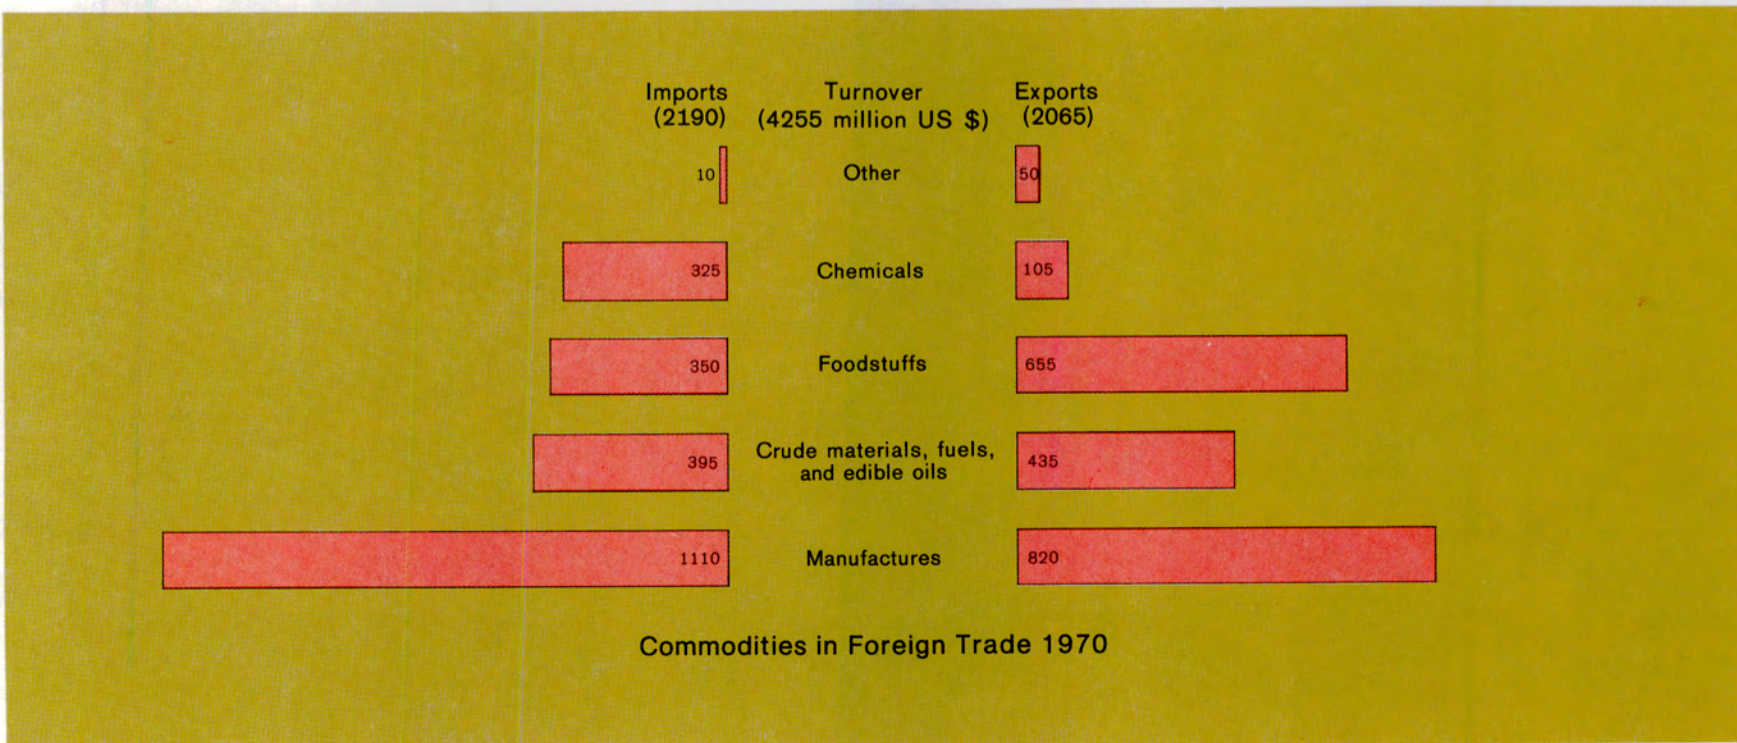 Imports Turnover Exports
(2190) (4255 million US $) (2065)
10 Other 50
325 Chemicals 105
350 Foodstuffs 655
395 Crude materials, fuels, and edible oils 435
1110 Manufactures 820
Commodities in Foreign Trade 1970